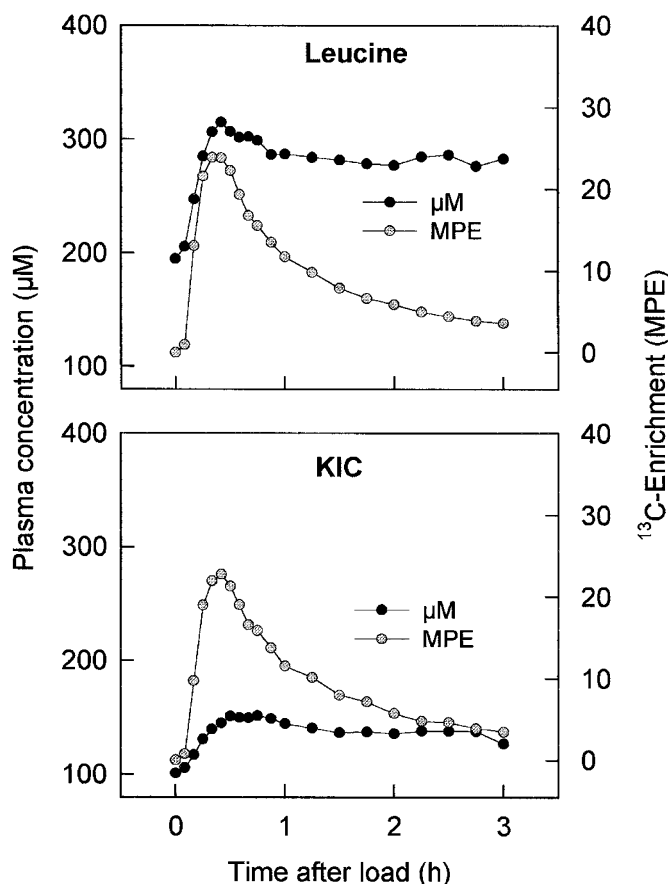 Leucine
400
300
200
100
40
30
20
10
0
µM
MPE
KIC
400
300
200
100
40
30
20
10
0
µM
MPE
0
1
2
3
Plasma concentration (µM)
¹³C-Enrichment (MPE)
Time after load (h)